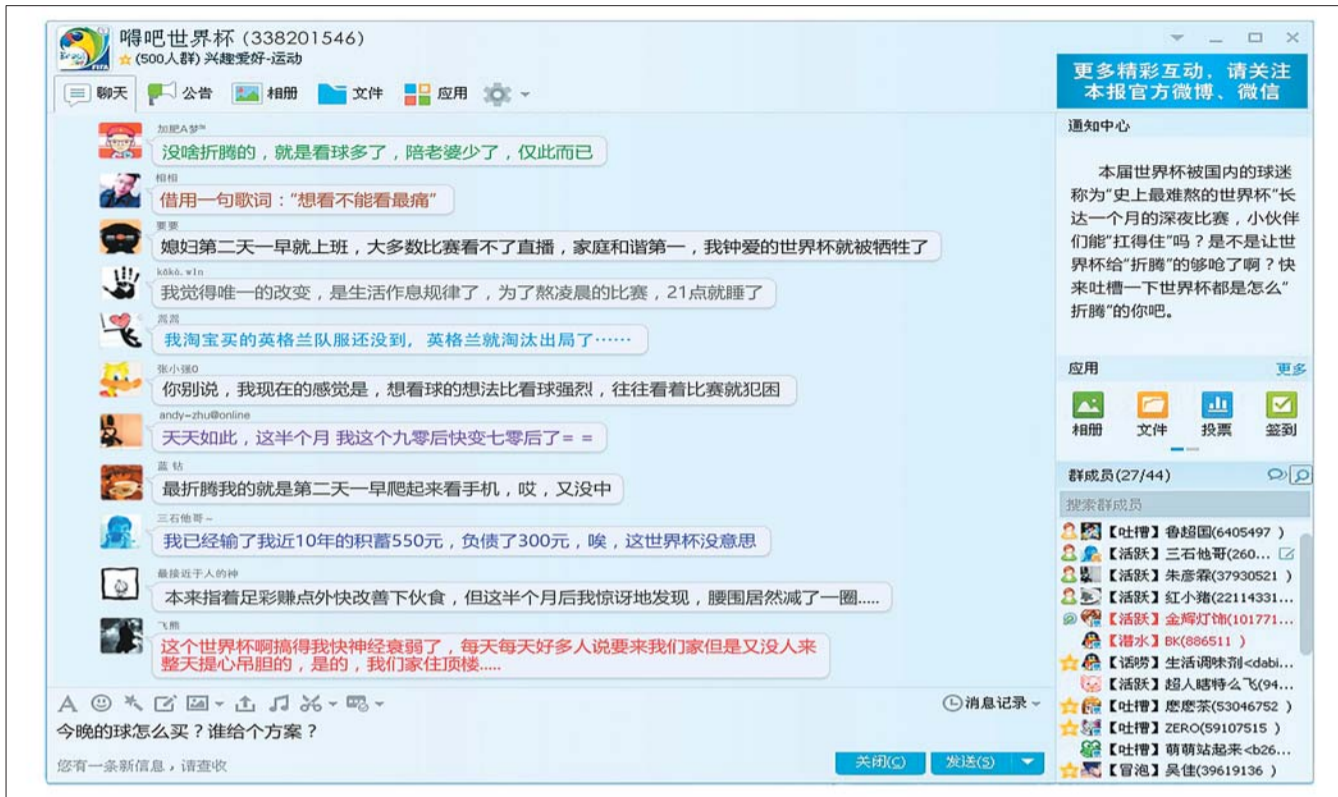 嘚吧世界杯 (338201546)
(500人群) 兴趣爱好-运动
聊天 公告 相册 文件 应用
加肥A梦™
没啥折腾的，就是看球多了，陪老婆少了，仅此而已
相相
借用一句歌词：“想看不能看最痛”
要要
媳妇第二天一早就上班，大多数比赛看不了直播，家庭和谐第一，我钟爱的世界杯就被牺牲了
我觉得唯一的改变，是生活作息规律了，为了熬凌晨的比赛，21点就睡了
我淘宝买的英格兰队服还没到，英格兰就淘汰出局了……
张小强0
你别说，我现在的感觉是，想看球的想法比看球强烈，往往看着比赛就犯困
andy-zhu@online
天天如此，这半个月 我这个九零后快变七零后了= =
蓝 钻
最折腾我的就是第二天一早爬起来看手机，哎，又没中
三石他哥~
我已经输了我近10年的积蓄550元，负债了300元，唉，这世界杯没意思
最接近于人的神
本来指着足彩赚点外快改善下伙食，但这半个月后我惊讶地发现，腰围居然减了一圈.....
飞熊
这个世界杯啊搞得我快神经衰弱了，每天每天好多人说要来我们家但是又没人来
整天提心吊胆的，是的，我们家住顶楼.....
消息记录
今晚的球怎么买？谁给个方案？
您有一条新信息，请查收
关闭(C) 发送(S)
更多精彩互动，请关注
本报官方微博、微信
通知中心
本届世界杯被国内的球迷
称为“史上最难熬的世界杯”长
达一个月的深夜比赛，小伙伴
们能“扛得住”吗？是不是让世
界杯给“折腾”的够呛了啊？快
来吐槽一下世界杯都是怎么“
折腾”的你吧。
应用 更多
相册 文件 投票 签到
群成员(27/44)
搜索群成员
【吐槽】鲁超国(6405497 )
【活跃】三石他哥(260...
【活跃】朱彦霖(37930521 )
【活跃】红小猪(22114331...
【活跃】金辉灯饰(101771...
【潜水】BK(886511 )
【话唠】生活调味剂<dabi...
【活跃】超人瞎特么飞(94...
【吐槽】麽麽茶(53046752 )
【吐槽】ZERO(59107515 )
【吐槽】萌萌站起来<b26...
【冒泡】吴佳(39619136 )